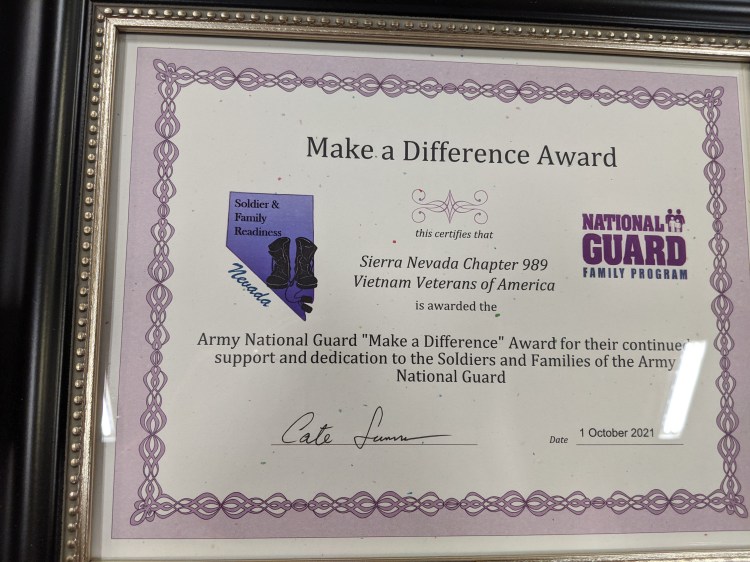 Make a Difference Award
Soldier &
Family
Readiness
Nevada
this certifies that
NATIONAL
GUARD
FAMILY PROGRAM
Sierra Nevada Chapter 989
Vietnam Veterans of America
is awarded the
Army National Guard "Make a Difference" Award for their continued
support and dedication to the Soldiers and Families of the Army
National Guard
Cate
Date 1 October 2021